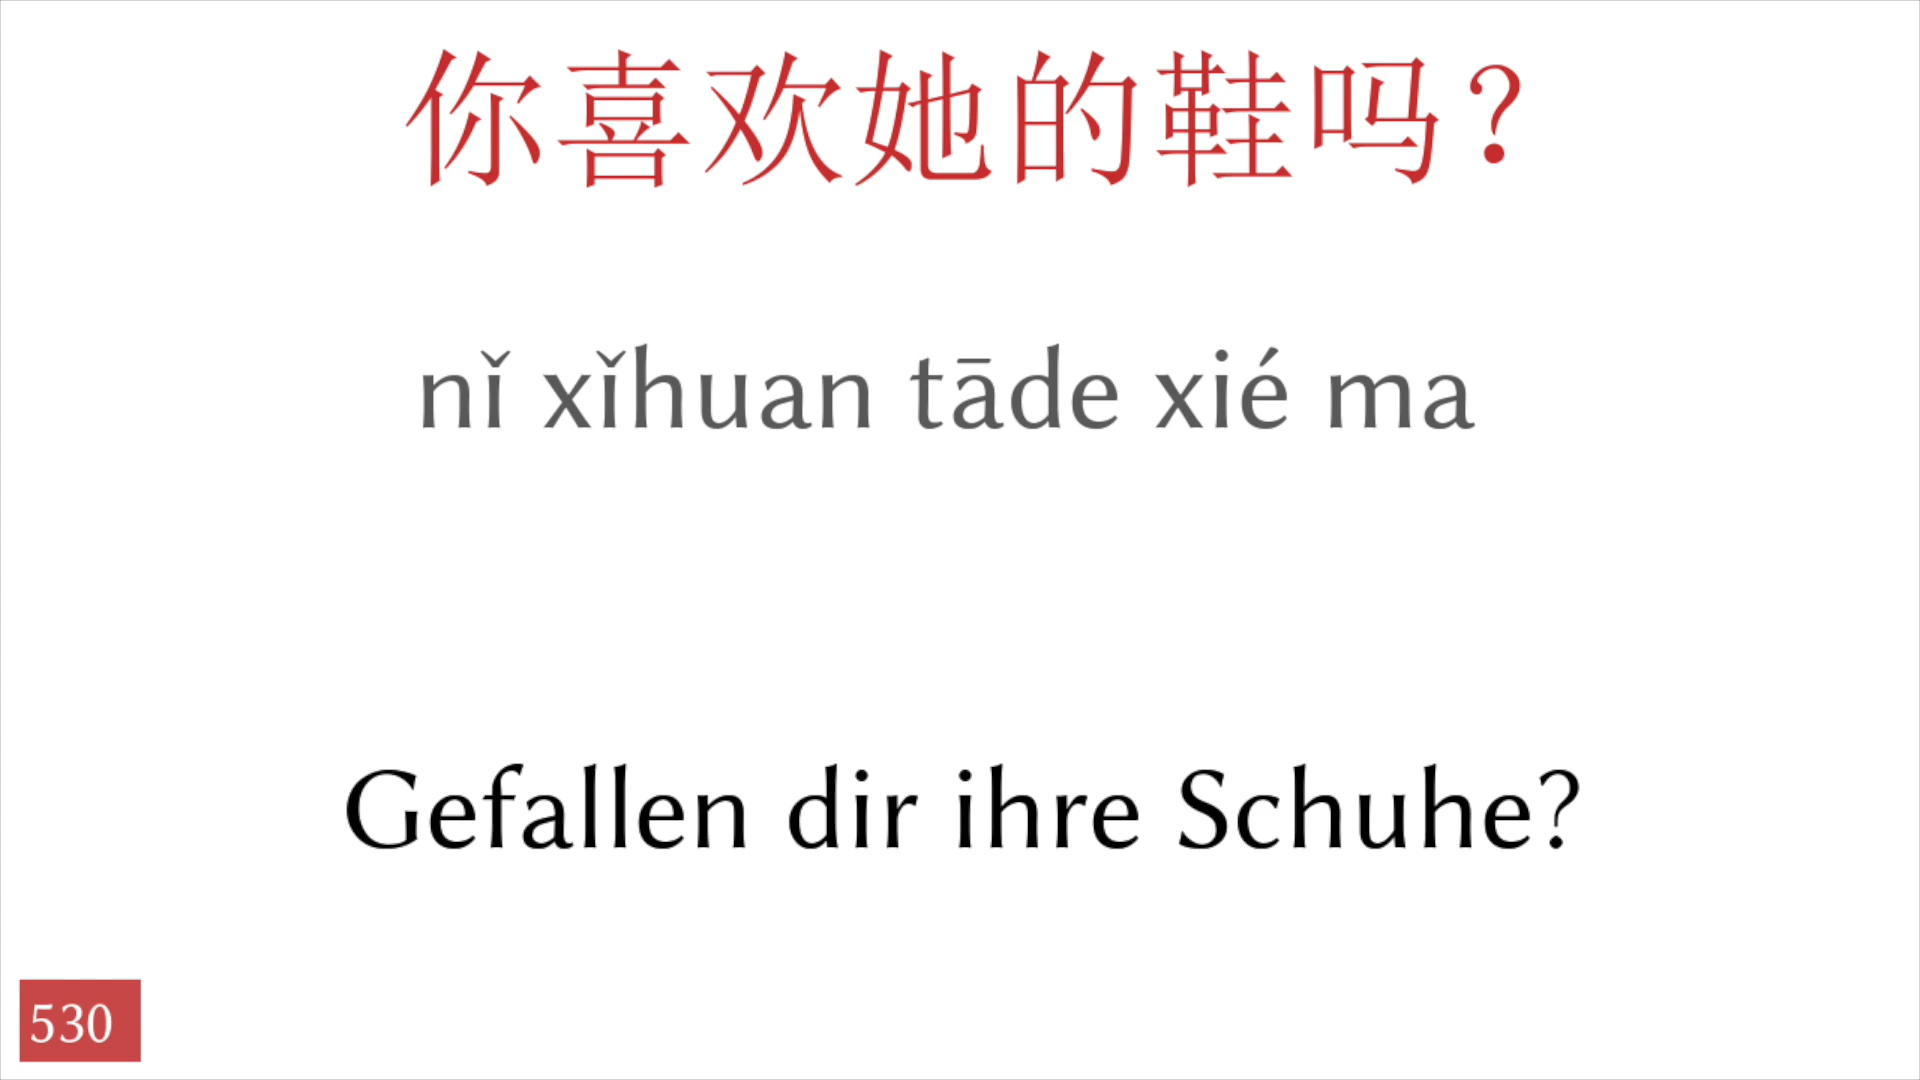 你喜欢她的鞋吗？
nǐ xǐhuan tāde xié ma
Gefallen dir ihre Schuhe?
530